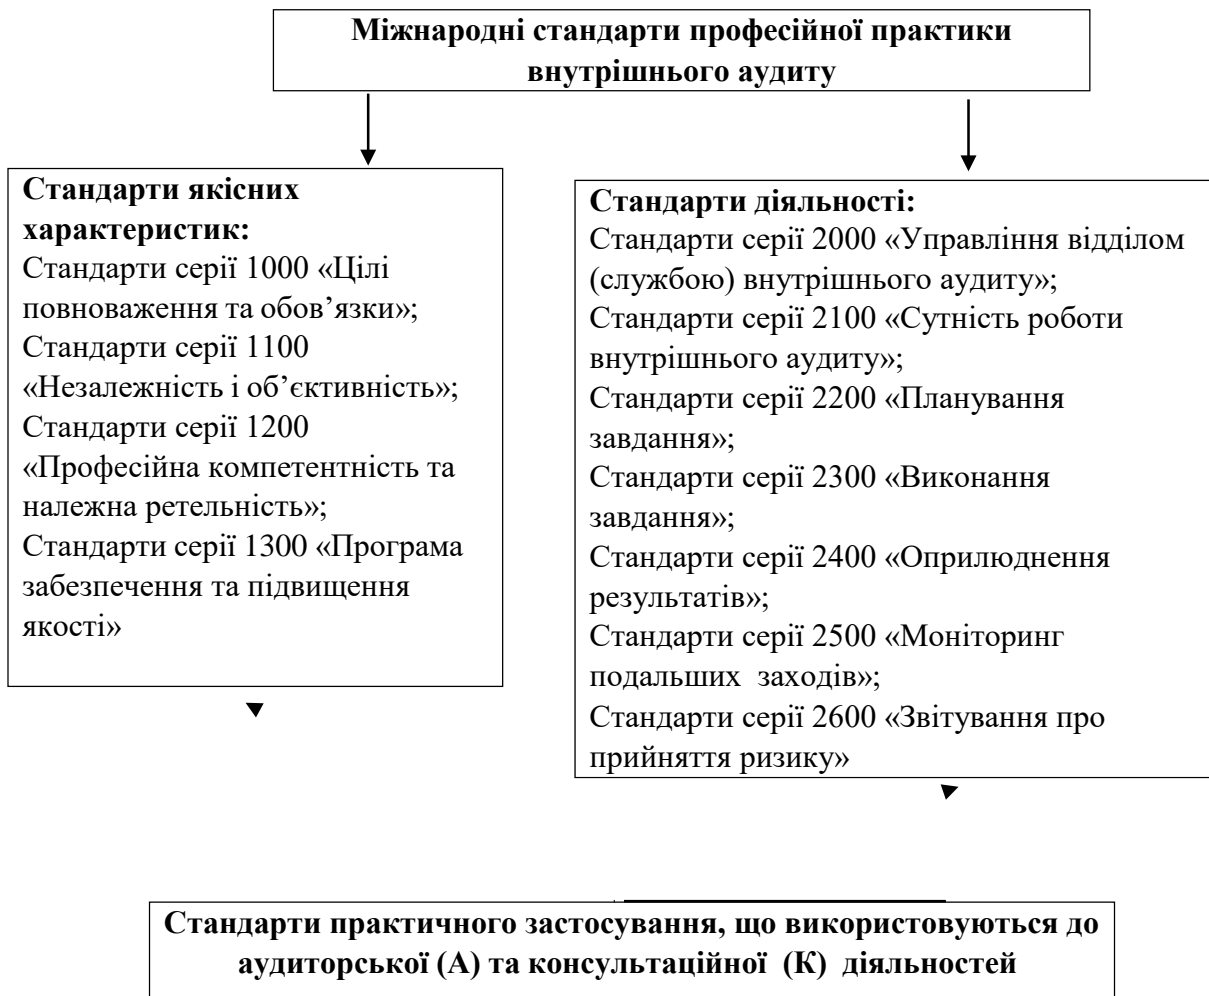 Міжнародні стандарти професійної практики
внутрішнього аудиту
Стандарти якісних
характеристик:
Стандарти серії 1000 «Цілі
повноваження та обов’язки»;
Стандарти серії 1100
«Незалежність і об’єктивність»;
Стандарти серії 1200
«Професійна компетентність та
належна ретельність»;
Стандарти серії 1300 «Програма
забезпечення та підвищення
якості»
Стандарти діяльності:
Стандарти серії 2000 «Управління відділом
(службою) внутрішнього аудиту»;
Стандарти серії 2100 «Сутність роботи
внутрішнього аудиту»;
Стандарти серії 2200 «Планування
завдання»;
Стандарти серії 2300 «Виконання
завдання»;
Стандарти серії 2400 «Оприлюднення
результатів»;
Стандарти серії 2500 «Моніторинг
подальших заходів»;
Стандарти серії 2600 «Звітування про
прийняття ризику»
Стандарти практичного застосування, що використовуються до
аудиторської (А) та консультаційної (К) діяльностей